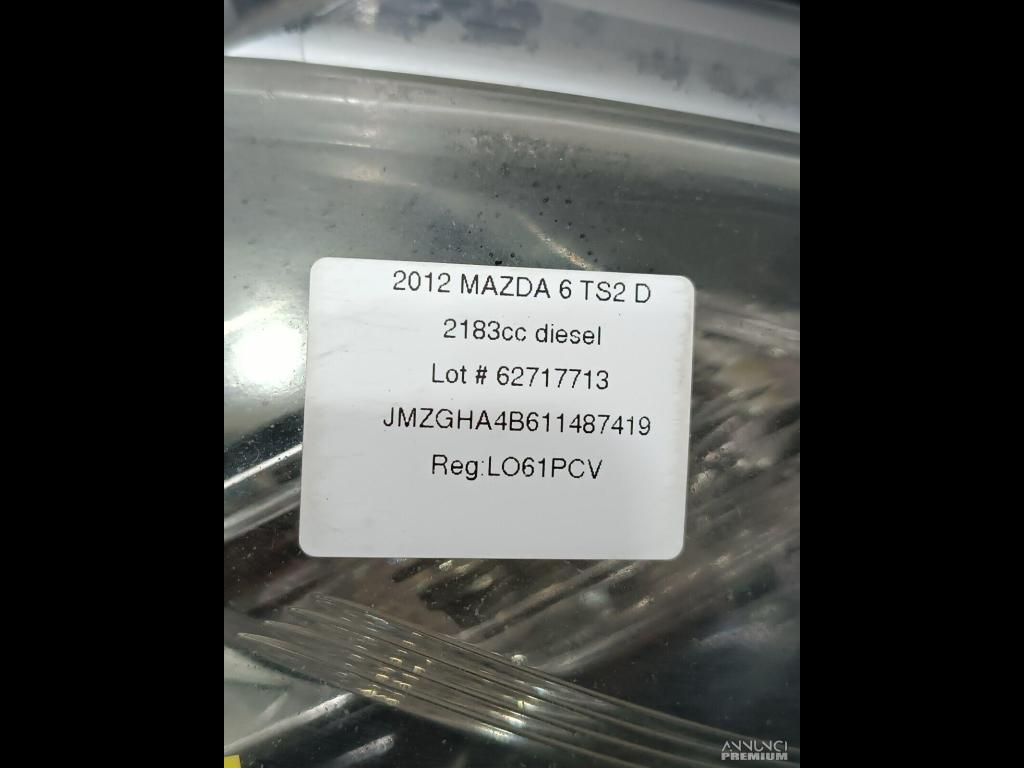 2012 MAZDA 6 TS2 D
2183cc diesel
Lot # 62717713
JMZGHA4B611487419
Reg:LO61PCV
ANNUNCI
PREMIUM